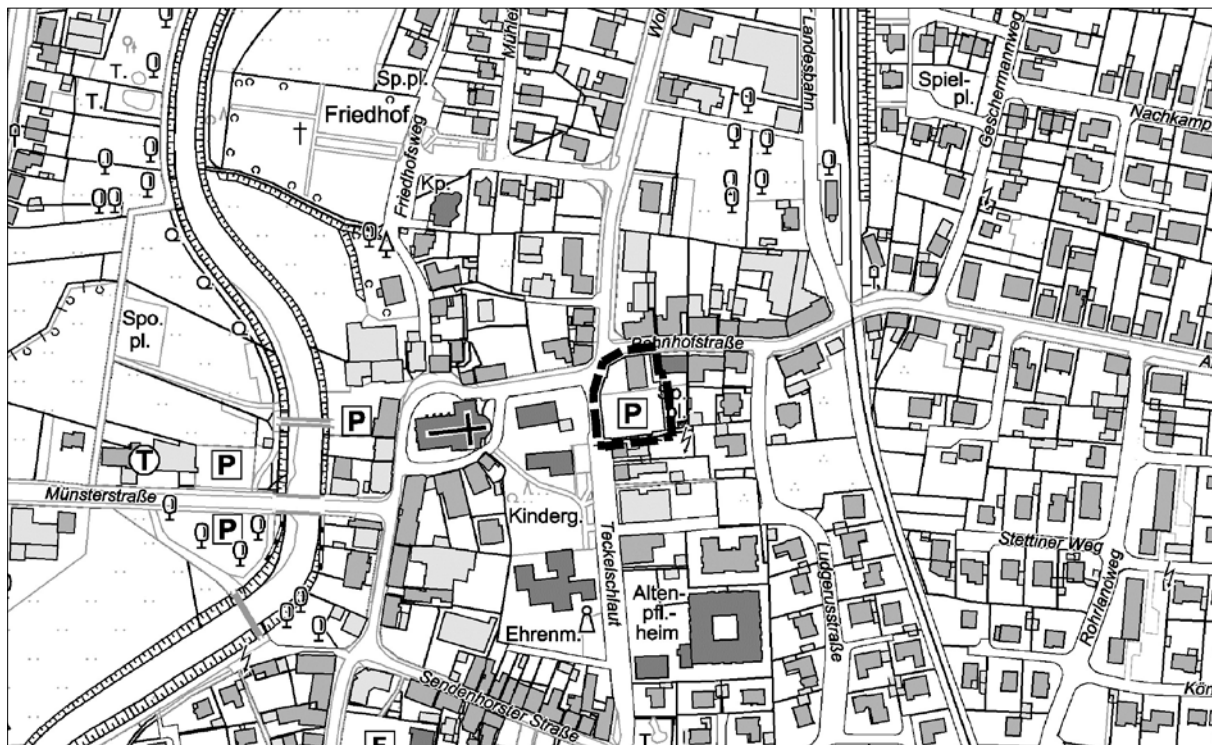 T.
T.
Sp.pl.
Friedhof
Friedhofsweg
Kp.
Landesbahn
Spiel-
pl.
Geschermannweg
Nachkamp
Spo.
pl.
Bahnhofstraße
P
P
T
P
Münsterstraße
P
Kinderg.
Teckelschlaut
Ludgerusstraße
Stettiner Weg
Rohrlandweg
Alten-
pfl.-
heim
Ehrenm.
Sendenhorster Straße
T